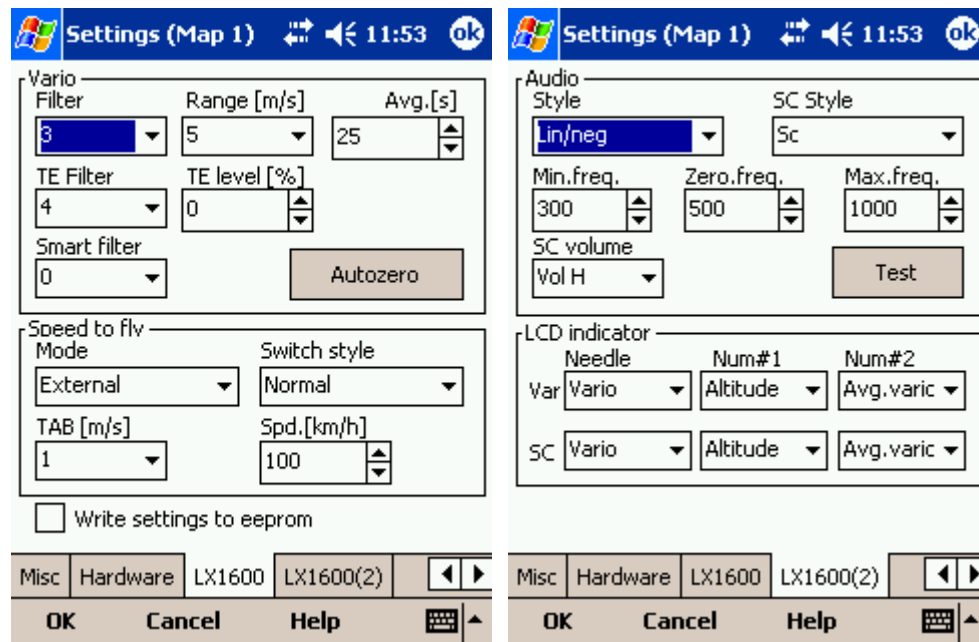 Settings (Map 1) 11:53 ok
Vario
Filter Range [m/s] Avg.[s]
3 5 25
TE Filter TE level [%]
4 0
Smart filter
0 Autozero
Speed to fly
Mode Switch style
External Normal
TAB [m/s] Spd.[km/h]
1 100
Write settings to eeprom
Misc Hardware LX1600 LX1600(2)
OK Cancel Help
Settings (Map 1) 11:53 ok
Audio
Style SC Style
Lin/neg Sc
Min.freq. Zero.freq. Max.freq.
300 500 1000
SC volume
Vol H Test
LCD indicator
Needle Num#1 Num#2
Var Vario Altitude Avg.varic
SC Vario Altitude Avg.varic
Misc Hardware LX1600 LX1600(2)
OK Cancel Help